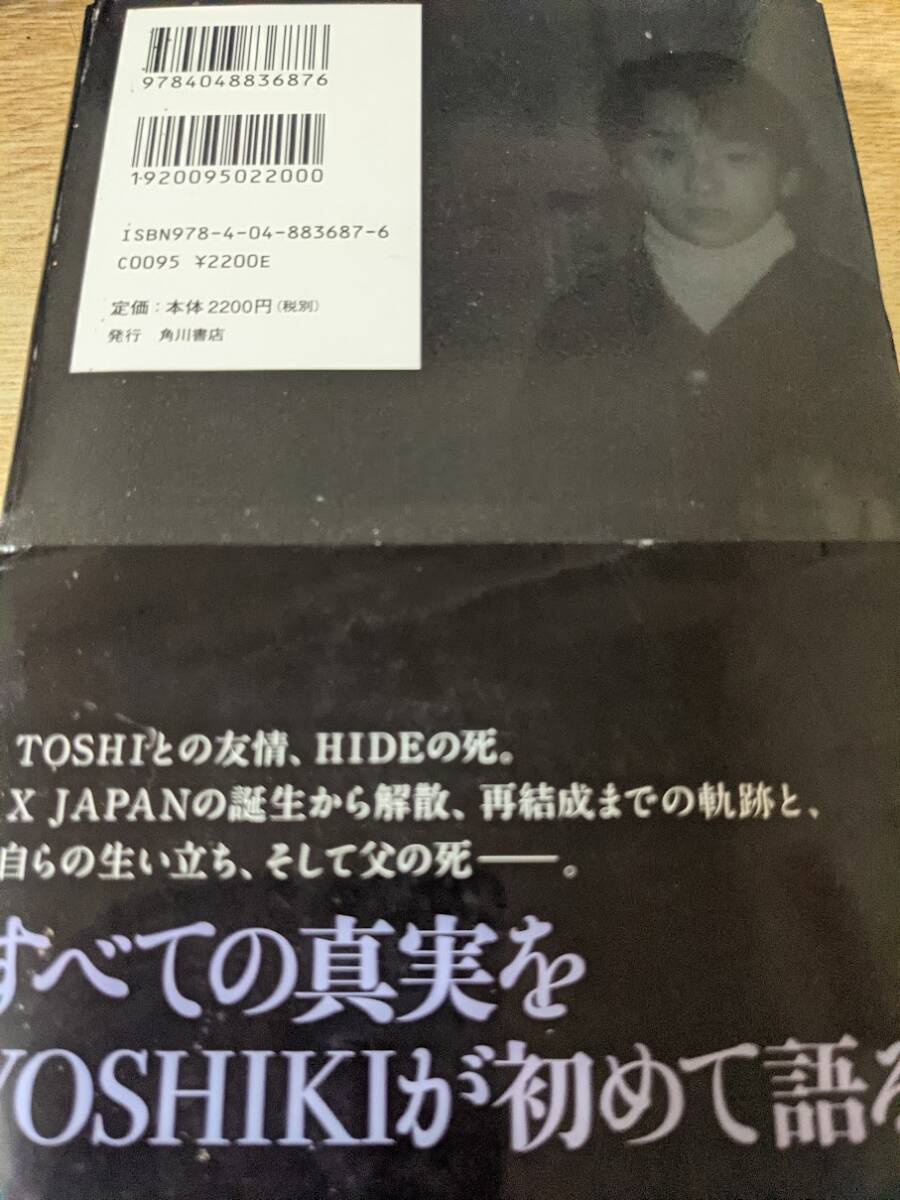 9784048836876
1920095022000
ISBN978-4-04-883687-6
C0095 ¥2200E
定価:本体2200円(税別)
発行 角川書店
TOSHIとの友情、HIDEの死。
X JAPANの誕生から解散、再結成までの軌跡と、
自らの生い立ち、そして父の死――。
すべての真実を
YOSHIKIが初めて語る